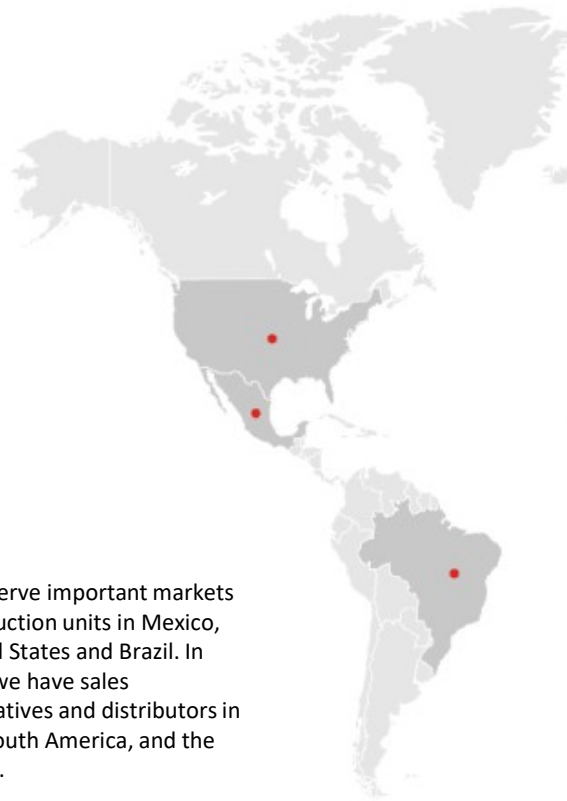 erve important markets
uction units in Mexico,
States and Brazil. In
we have sales
atives and distributors in
outh America, and the
.